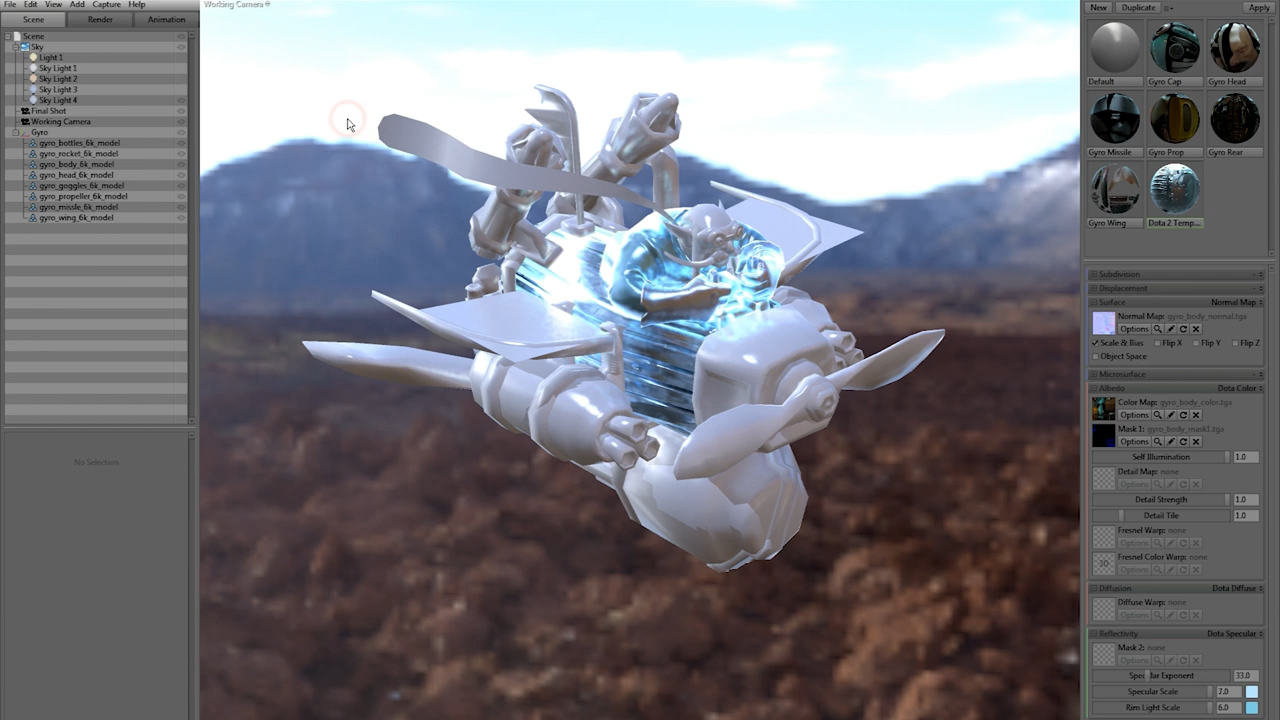 File Edit View Add Capture Help
Working Camera
New Duplicate Apply
Scene Render Animation
Scene
Sky
Light 1
Sky Light 1
Sky Light 2
Sky Light 3
Sky Light 4
Final Shot
Working Camera
Gyro
gyro_bottles_6k_model
gyro_rocket_6k_model
gyro_body_6k_model
gyro_head_6k_model
gyro_goggles_6k_model
gyro_propeller_6k_model
gyro_missle_6k_model
gyro_wing_6k_model
No Selection
Default Gyro Cap Gyro Head
Gyro Missile Gyro Prop Gyro Rear
Gyro Wing Dota 2 Temp...
Subdivision
Displacement
Surface Normal Map
Normal Map: gyro_body_normal.tga
Options
Scale & Bias Flip X Flip Y Flip Z
Object Space
Microsurface
Albedo Dota Color
Color Map: gyro_body_color.tga
Options
Mask 1: gyro_body_mask1.tga
Options
Self Illumination 1.0
Detail Map: none
Options
Detail Strength 1.0
Detail Tile 1.0
Fresnel Warp: none
Options
Fresnel Color Warp: none
3D Options
Diffusion Dota Diffuse
Diffuse Warp: none
Options
Reflectivity Dota Specular
Mask 2: none
Options
Specular Exponent 33.0
Specular Scale 7.0
Rim Light Scale 6.0